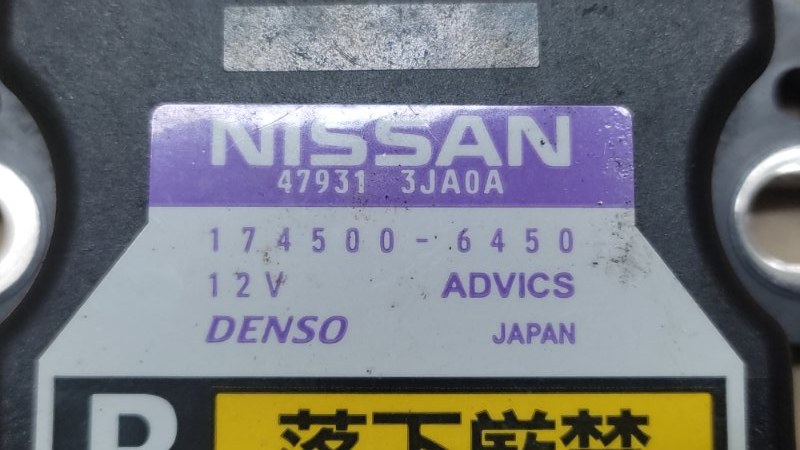 NISSAN
47931 3JA0A
174500-6450
12V ADVICS
DENSO JAPAN
落下厳禁